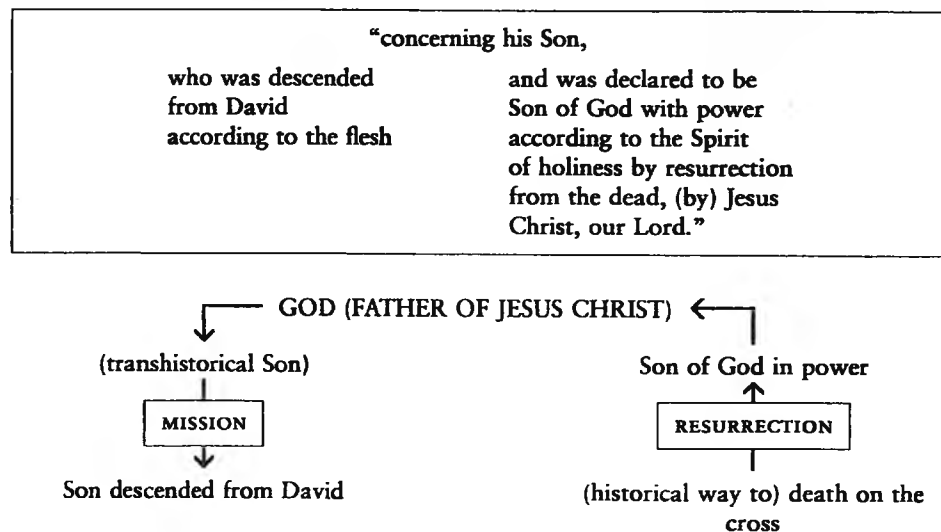 “concerning his Son,
who was descended
from David
according to the flesh
and was declared to be
Son of God with power
according to the Spirit
of holiness by resurrection
from the dead, (by) Jesus
Christ, our Lord.”
GOD (FATHER OF JESUS CHRIST)
(transhistorical Son)
MISSION
Son descended from David
Son of God in power
RESURRECTION
(historical way to) death on the
cross